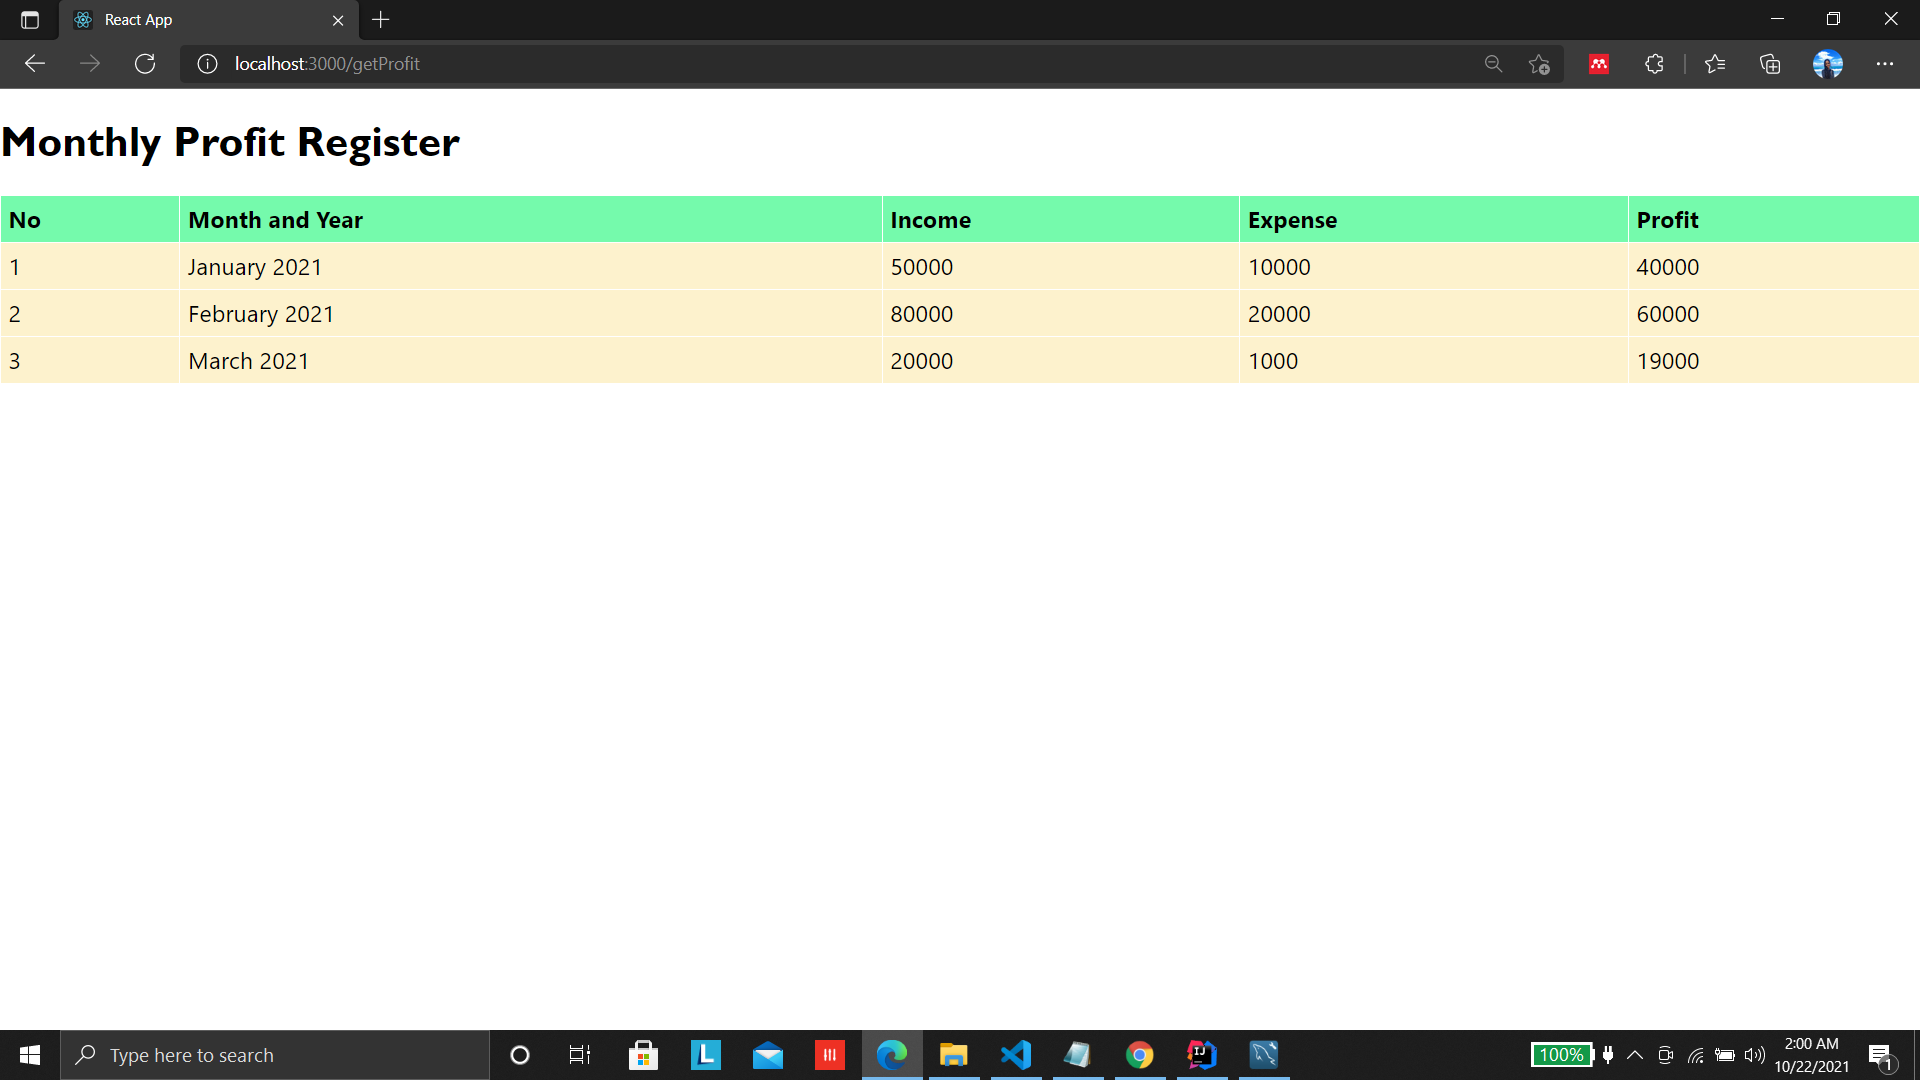 React App
localhost:3000/getProfit
Monthly Profit Register
No Month and Year Income Expense Profit
1 January 2021 50000 10000 40000
2 February 2021 80000 20000 60000
3 March 2021 20000 1000 19000
Type here to search
L
IJ
100%
2:00 AM
10/22/2021
1